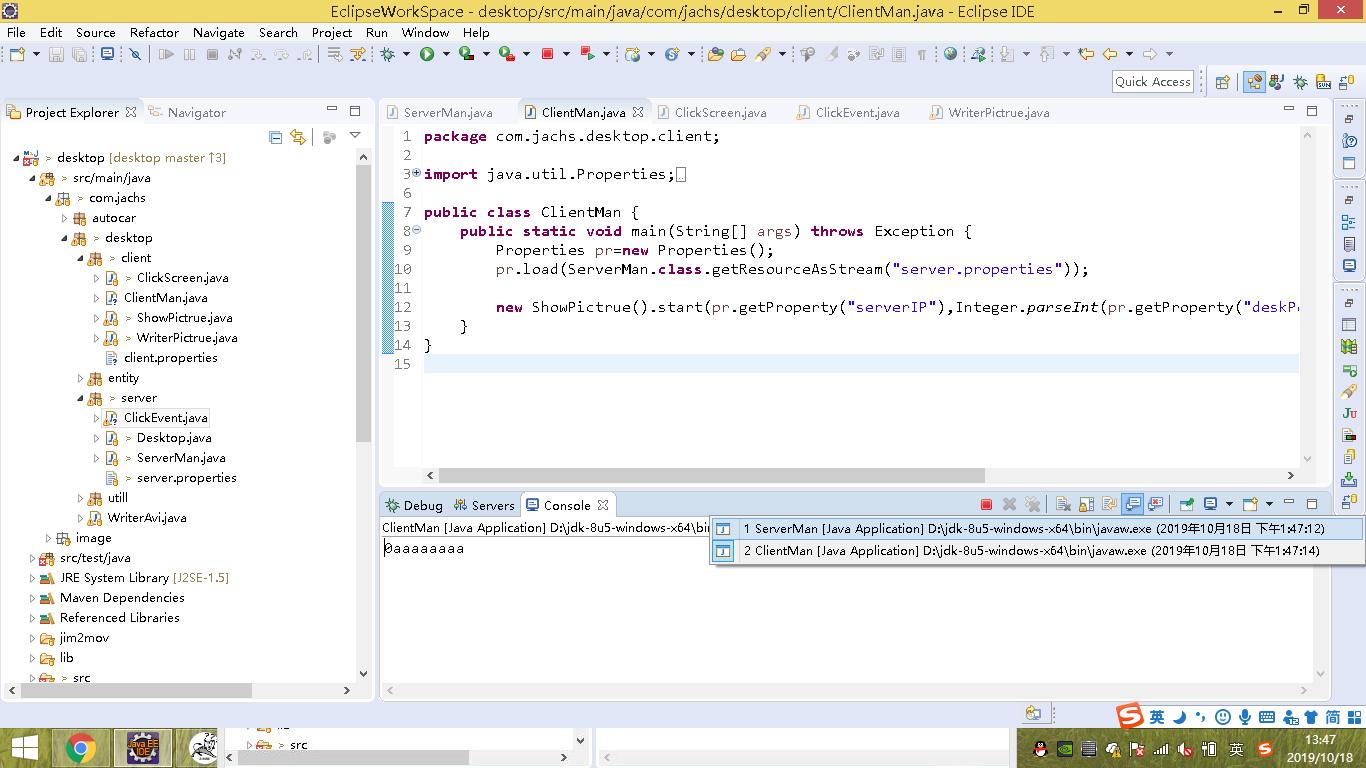 EclipseWorkSpace - desktop/src/main/java/com/jachs/desktop/client/ClientMan.java - Eclipse IDE
File Edit Source Refactor Navigate Search Project Run Window Help
Quick Access
Project Explorer Navigator
> desktop [desktop master ↑3]
> src/main/java
> com.jachs
autocar
> desktop
> client
> ClickScreen.java
ClientMan.java
> ShowPictrue.java
> WriterPictrue.java
client.properties
entity
> server
ClickEvent.java
> Desktop.java
> ServerMan.java
> server.properties
utill
WriterAvi.java
image
src/test/java
JRE System Library [J2SE-1.5]
Maven Dependencies
Referenced Libraries
jim2mov
lib
> src
ServerMan.java ClientMan.java ClickScreen.java ClickEvent.java WriterPictrue.java
1 package com.jachs.desktop.client;
2
3 import java.util.Properties;
6
7 public class ClientMan {
8 public static void main(String[] args) throws Exception {
9 Properties pr=new Properties();
10 pr.load(ServerMan.class.getResourceAsStream("server.properties"));
11
12 new ShowPictrue().start(pr.getProperty("serverIP"),Integer.parseInt(pr.getProperty("deskP
13 }
14 }
15
Debug Servers Console
ClientMan [Java Application] D:\jdk-8u5-windows-x64\bin
1 ServerMan [Java Application] D:\jdk-8u5-windows-x64\bin\javaw.exe (2019年10月18日 下午1:47:12)
2 ClientMan [Java Application] D:\jdk-8u5-windows-x64\bin\javaw.exe (2019年10月18日 下午1:47:14)
0aaaaaaaa
英 简
Java EE
IDE
> src
英
13:47
2019/10/18